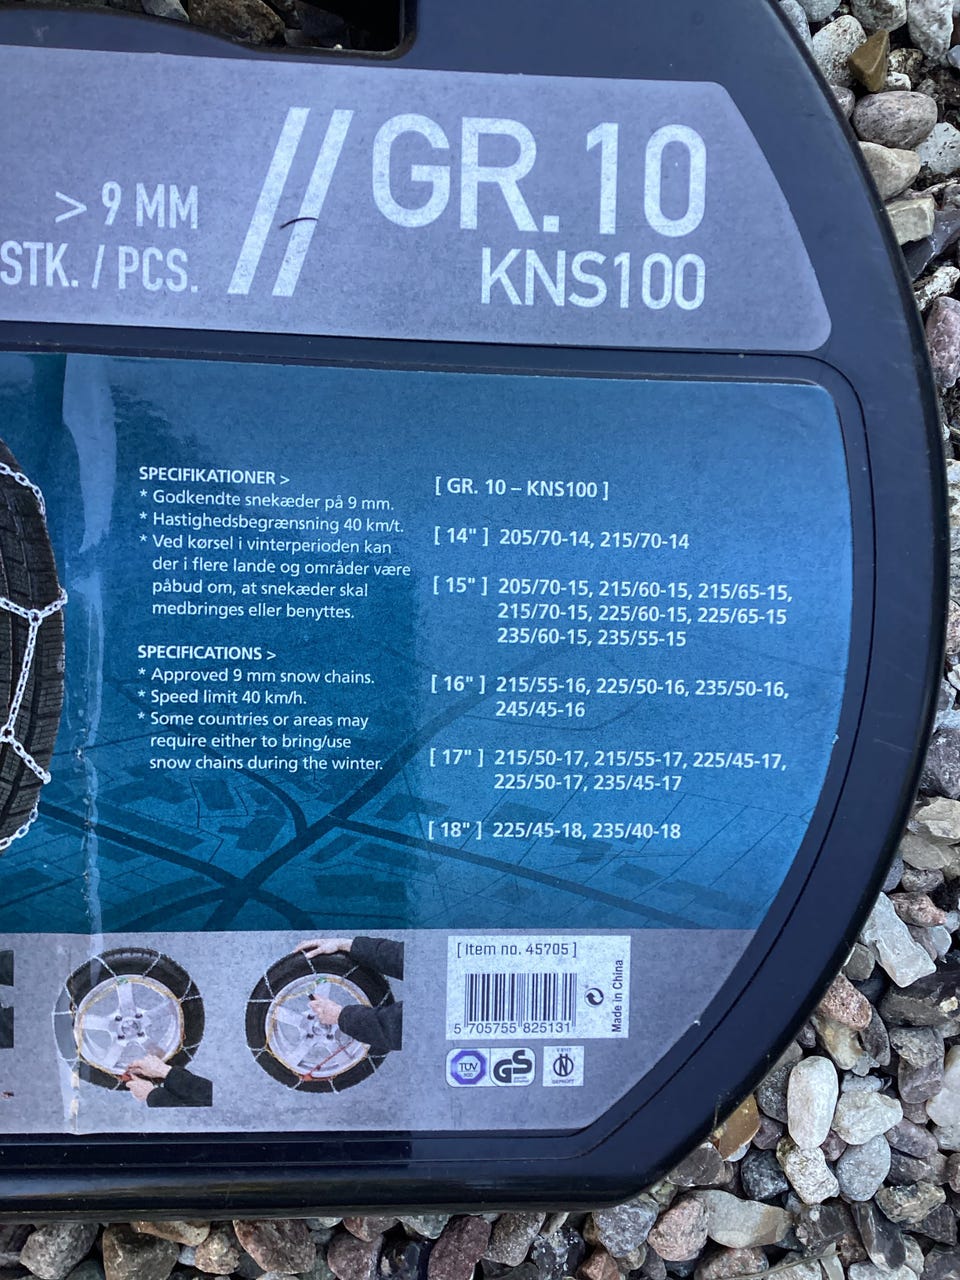 > 9 MM
STK. / PCS.
GR. 10
KNS100
SPECIFIKATIONER >
* Godkendte snekæder på 9 mm.
* Hastighedsbegrænsning 40 km/t.
* Ved kørsel i vinterperioden kan
der i flere lande og områder være
påbud om, at snekæder skal
medbringes eller benyttes.
SPECIFICATIONS >
* Approved 9 mm snow chains.
* Speed limit 40 km/h.
* Some countries or areas may
require either to bring/use
snow chains during the winter.
[ GR. 10 – KNS100 ]
[ 14" ] 205/70-14, 215/70-14
[ 15" ] 205/70-15, 215/60-15, 215/65-15,
215/70-15, 225/60-15, 225/65-15
235/60-15, 235/55-15
[ 16" ] 215/55-16, 225/50-16, 235/50-16,
245/45-16
[ 17" ] 215/50-17, 215/55-17, 225/45-17,
225/50-17, 235/45-17
[ 18" ] 225/45-18, 235/40-18
[ Item no. 45705 ]
5 705755 825131
Made in China
TÜV
GS